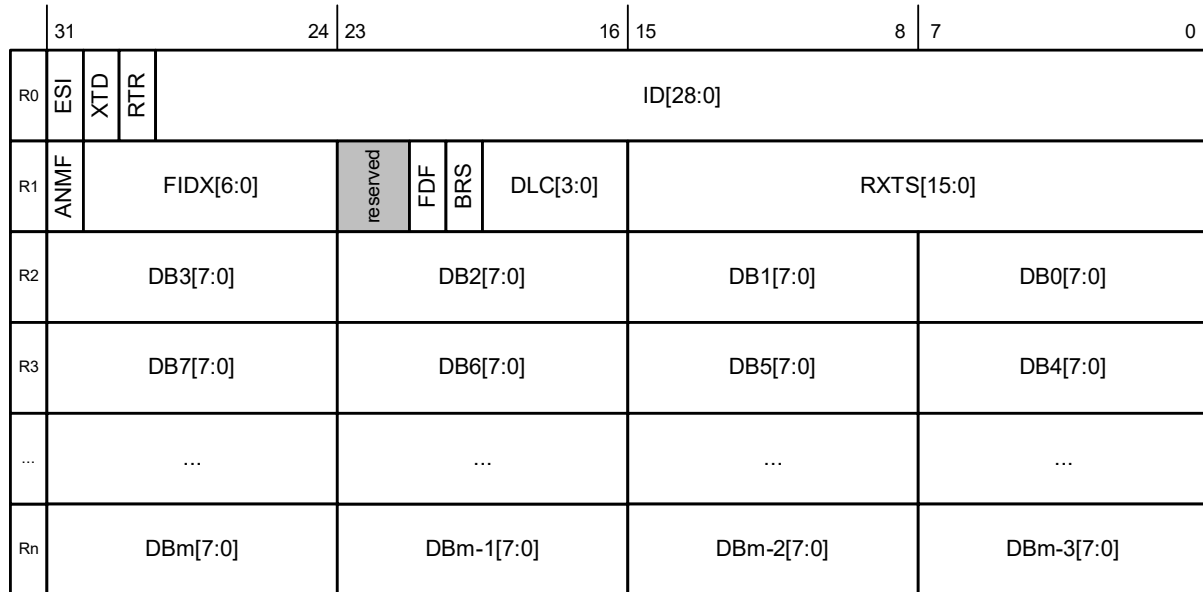 31 24 23 16 15 8 7 0
R0 ESI XTD RTR ID[28:0]
R1 ANMF FIDX[6:0] reserved FDF BRS DLC[3:0] RXTS[15:0]
R2 DB3[7:0] DB2[7:0] DB1[7:0] DB0[7:0]
R3 DB7[7:0] DB6[7:0] DB5[7:0] DB4[7:0]
... ... ... ... ...
Rn DBm[7:0] DBm-1[7:0] DBm-2[7:0] DBm-3[7:0]